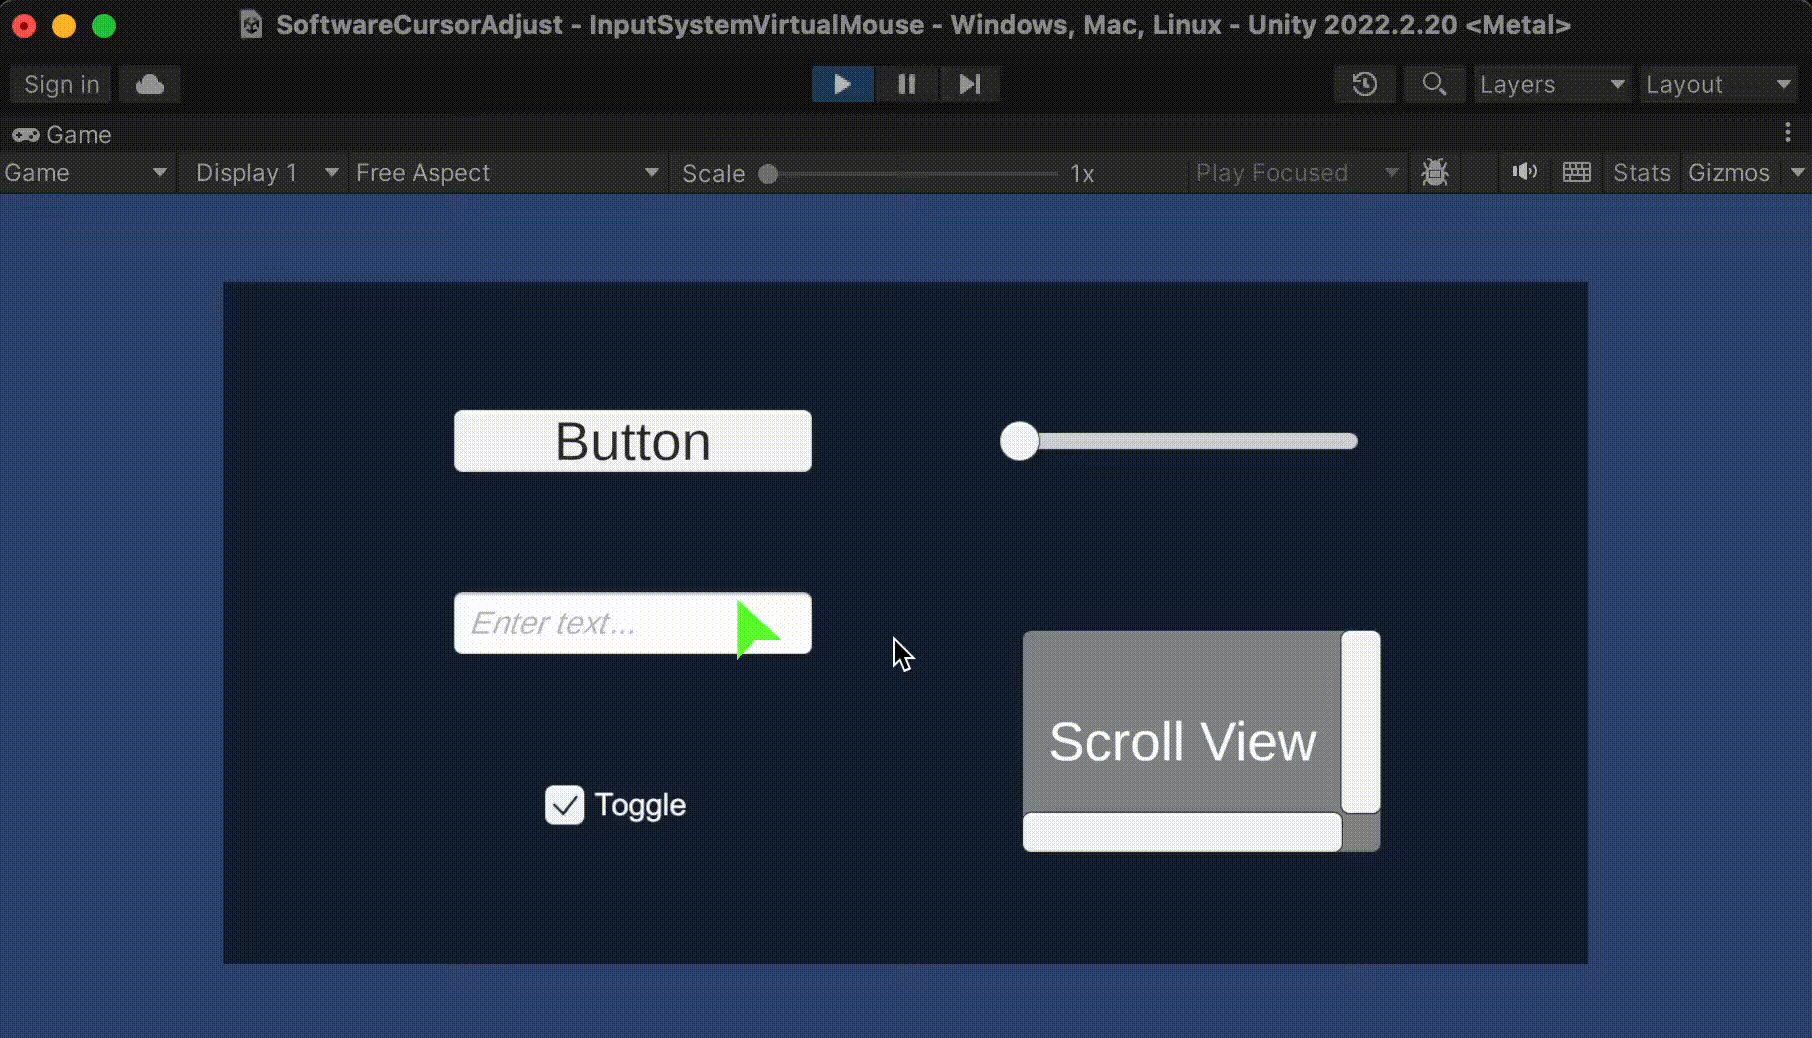 SoftwareCursorAdjust - InputSystemVirtualMouse - Windows, Mac, Linux - Unity 2022.2.20 <Metal>
Sign in Layers Layout
Game
Game Display 1 Free Aspect Scale 1x Play Focused Stats Gizmos
Button
Enter text...
Scroll View
Toggle